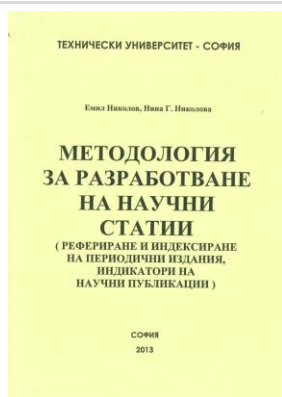 ТЕХНИЧЕСКИ УНИВЕРСИТЕТ - СОФИЯ
Емил Николов, Нина Г. Николова
МЕТОДОЛОГИЯ
ЗА РАЗРАБОТВАНЕ
НА НАУЧНИ
СТАТИИ
( РЕФЕРИРАНЕ И ИНДЕКСИРАНЕ
НА ПЕРИОДИЧНИ ИЗДАНИЯ,
ИНДИКАТОРИ НА
НАУЧНИ ПУБЛИКАЦИИ )
СОФИЯ
2013